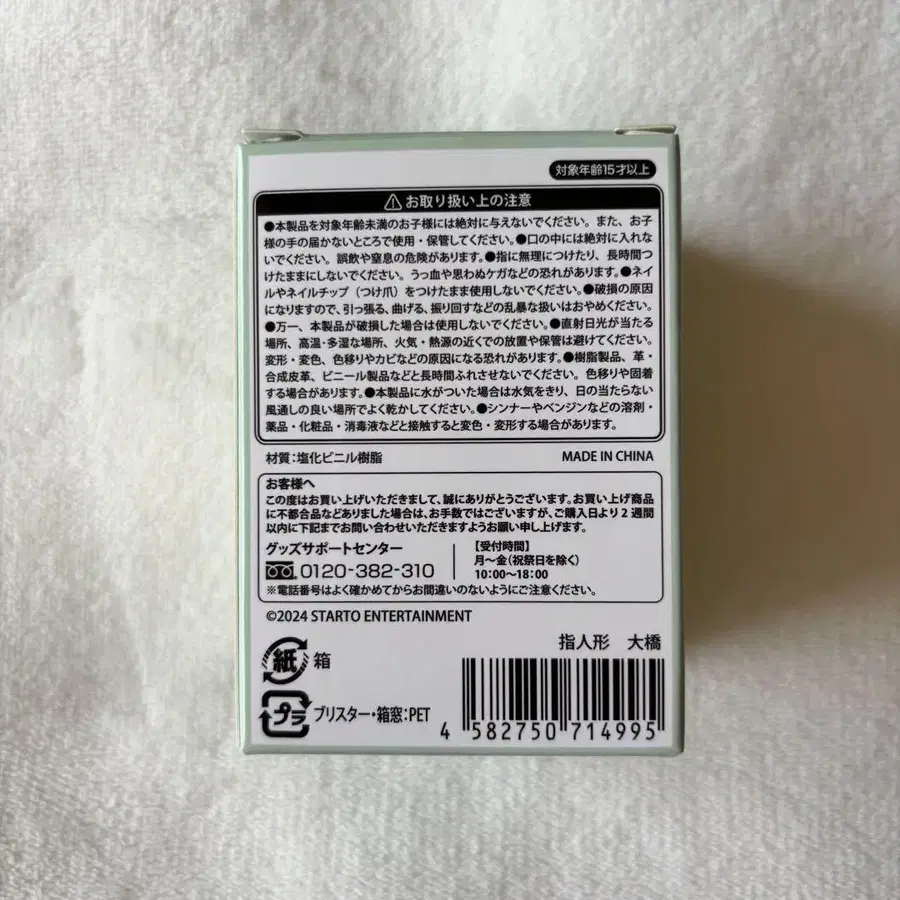 対象年齢15才以上
⚠お取り扱い上の注意
●本製品を対象年齢未満のお子様には絶対に与えないでください。また、お子
様の手の届かないところで使用・保管してください。●口の中には絶対に入れな
いでください。誤飲や窒息の危険があります。●指に無理につけたり、長時間つ
けたままにしないでください。うっ血や思わぬケガなどの恐れがあります。●ネイ
ルやネイルチップ（つけ爪）をつけたまま使用しないでください。●破損の原因
になりますので、引っ張る、曲げる、振り回すなどの乱暴な扱いはおやめください。
●万一、本製品が破損した場合は使用しないでください。●直射日光が当たる
場所、高温·多湿な場所、火気・熱源の近くでの放置や保管は避けてください。
変形・変色、色移りやカビなどの原因になる恐れがあります。●樹脂製品、革・
合成皮革、ビニール製品などと長時間ふれさせないでください。色移りや固着
する場合があります。●本製品に水がついた場合は水気をきり、日の当たらない
風通しの良い場所でよく乾かしてください。●シンナーやベンジンなどの溶剤・
薬品・化粧品・消毒液などと接触すると変色・変形する場合があります。
材質：塩化ビニル樹脂 MADE IN CHINA
お客様へ
この度はお買い上げいただきまして、誠にありがとうございます。お買い上げ商品
に不都合品などありました場合は、お手数ではございますが、ご購入日より2週間
以内に下記までお問い合わせいただきますようお願い申し上げます。
グッズサポートセンター
0120-382-310
【受付時間】
月〜金（祝祭日を除く）
10:00〜18:00
※電話番号はよく確かめてからお間違いのないようにご注意ください。
©2024 STARTO ENTERTAINMENT
指人形 大橋
紙 箱
プラ ブリスター・箱窓：PET
4 582750 714995